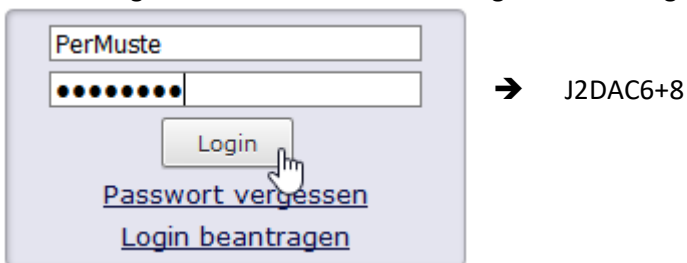 PerMuste
●●●●●●●● ➔ J2DAC6+8
Login
Passwort vergessen
Login beantragen